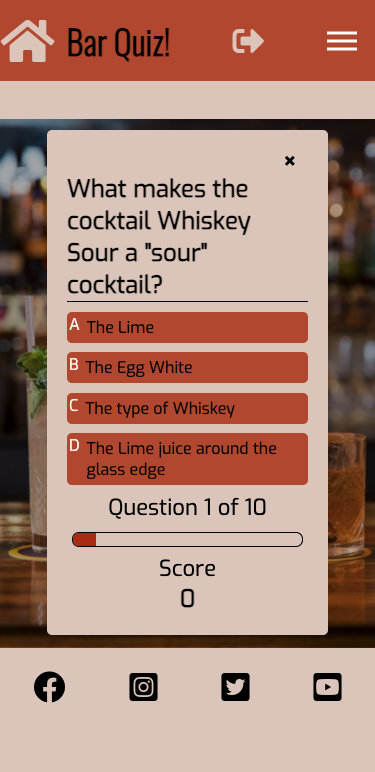 Bar Quiz!
×
What makes the
cocktail Whiskey
Sour a "sour"
cocktail?
A The Lime
B The Egg White
C The type of Whiskey
D The Lime juice around the
glass edge
Question 1 of 10
Score
0